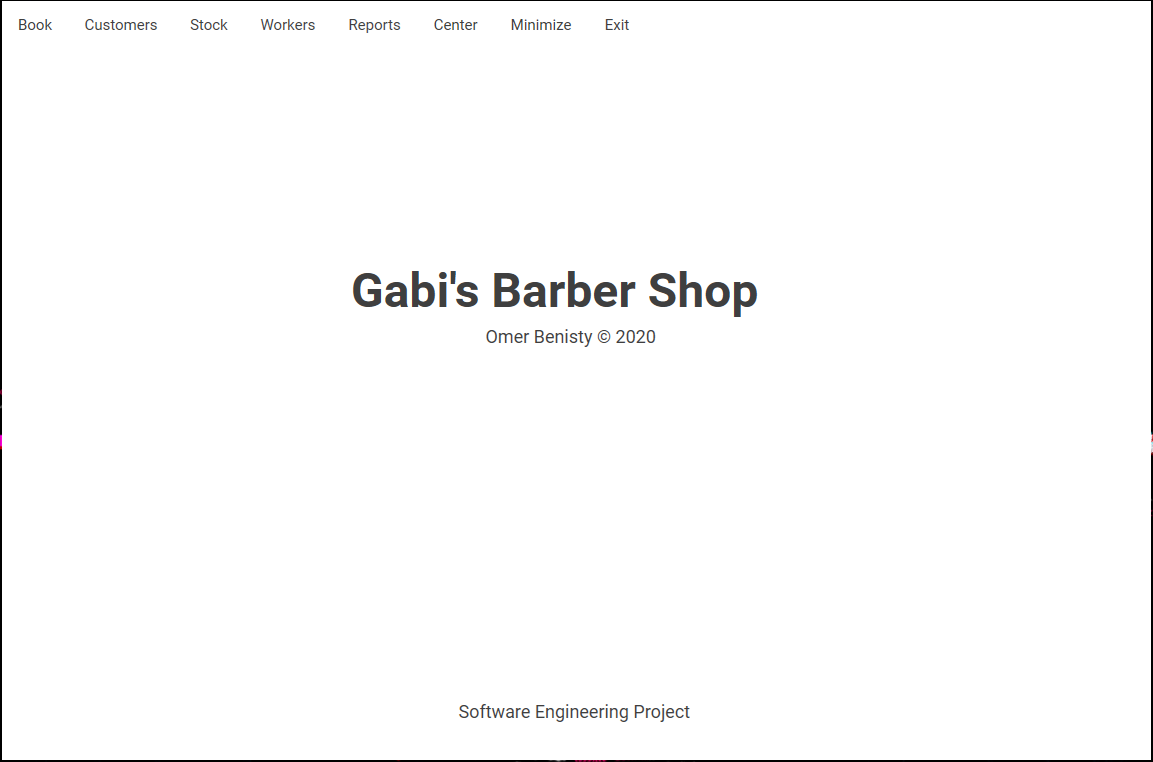 Book Customers Stock Workers Reports Center Minimize Exit
Gabi's Barber Shop
Omer Benisty © 2020
Software Engineering Project